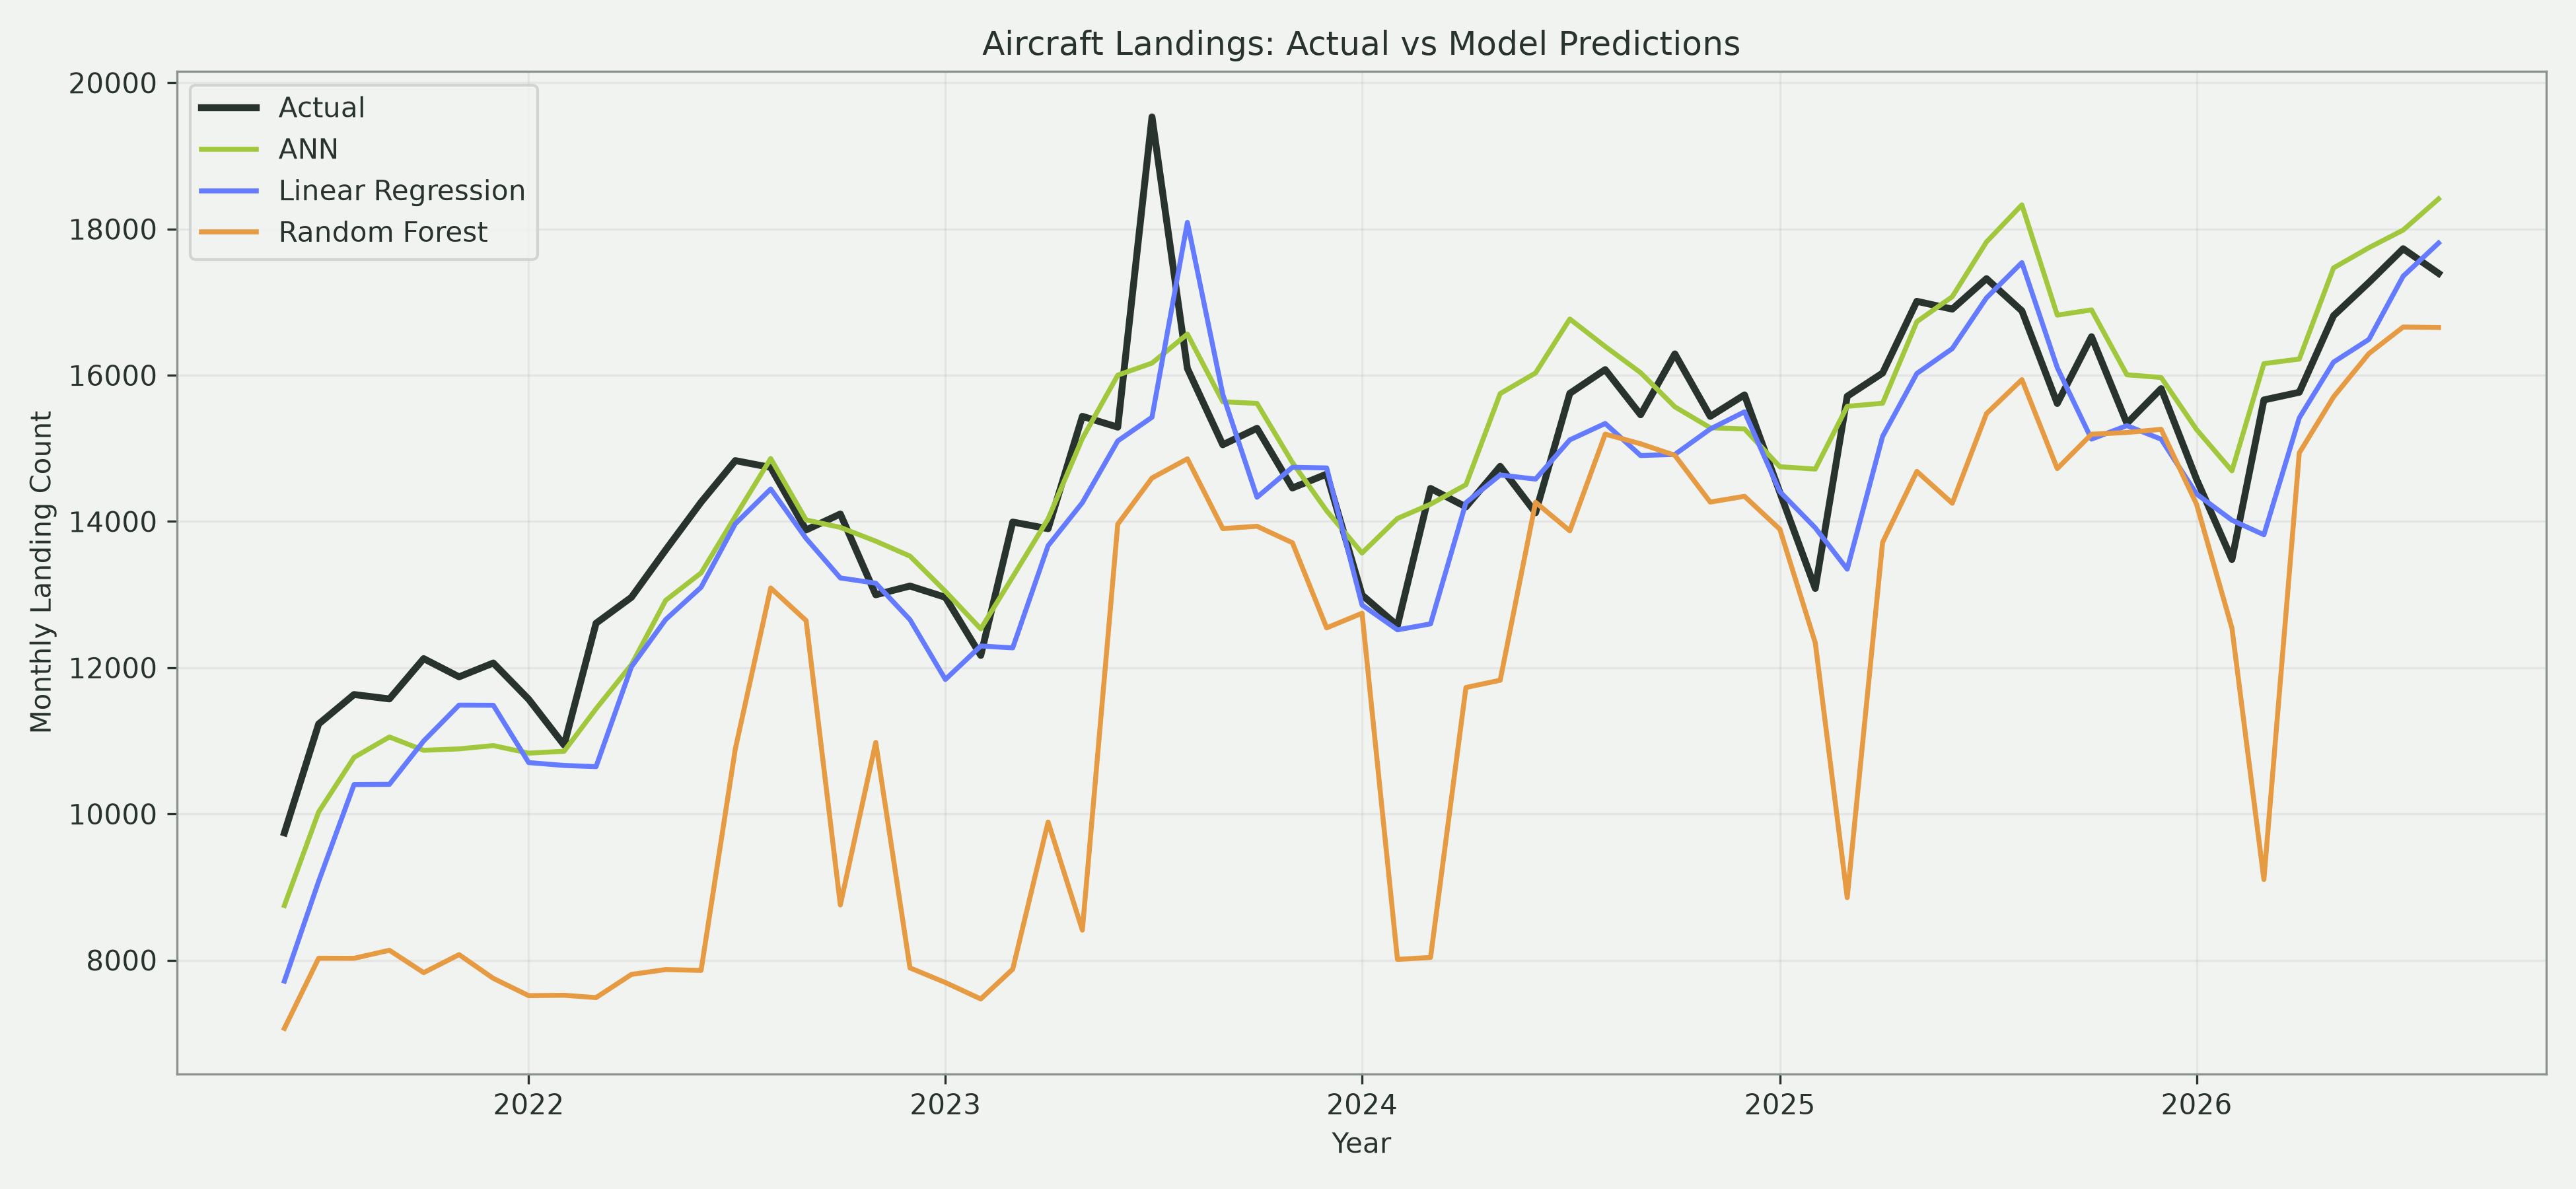 Aircraft Landings: Actual vs Model Predictions
20000
18000
16000
14000
12000
10000
8000
Monthly Landing Count
Actual
ANN
Linear Regression
Random Forest
2022
2023
2024
2025
2026
Year